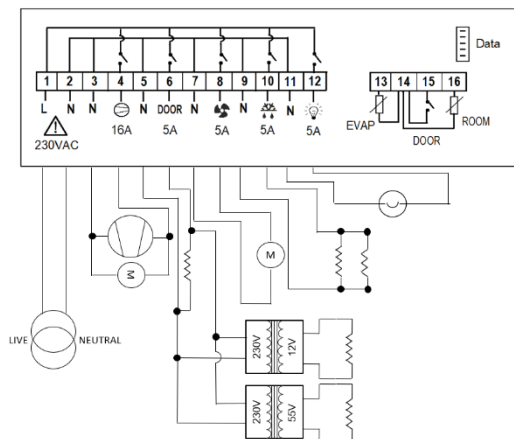 Data
1 2 3 4 5 6 7 8 9 10 11 12
13 14 15 16
L N N N DOOR N N N
16A 5A 5A 5A 5A
230VAC
EVAP ROOM
DOOR
M
M
LIVE NEUTRAL
230V 12V
230V 55V